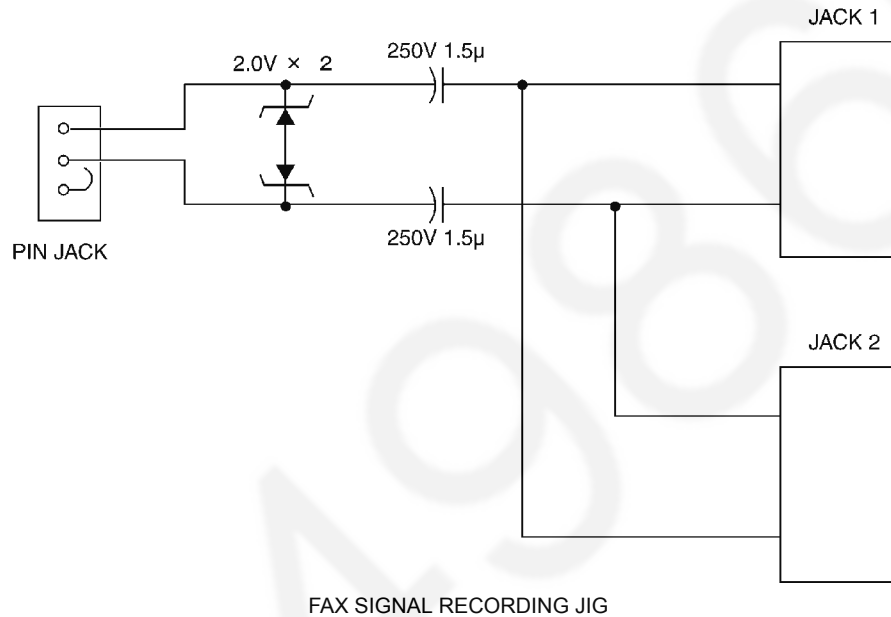 JACK 1
250V 1.5μ
2.0V × 2
PIN JACK
250V 1.5μ
JACK 2
FAX SIGNAL RECORDING JIG